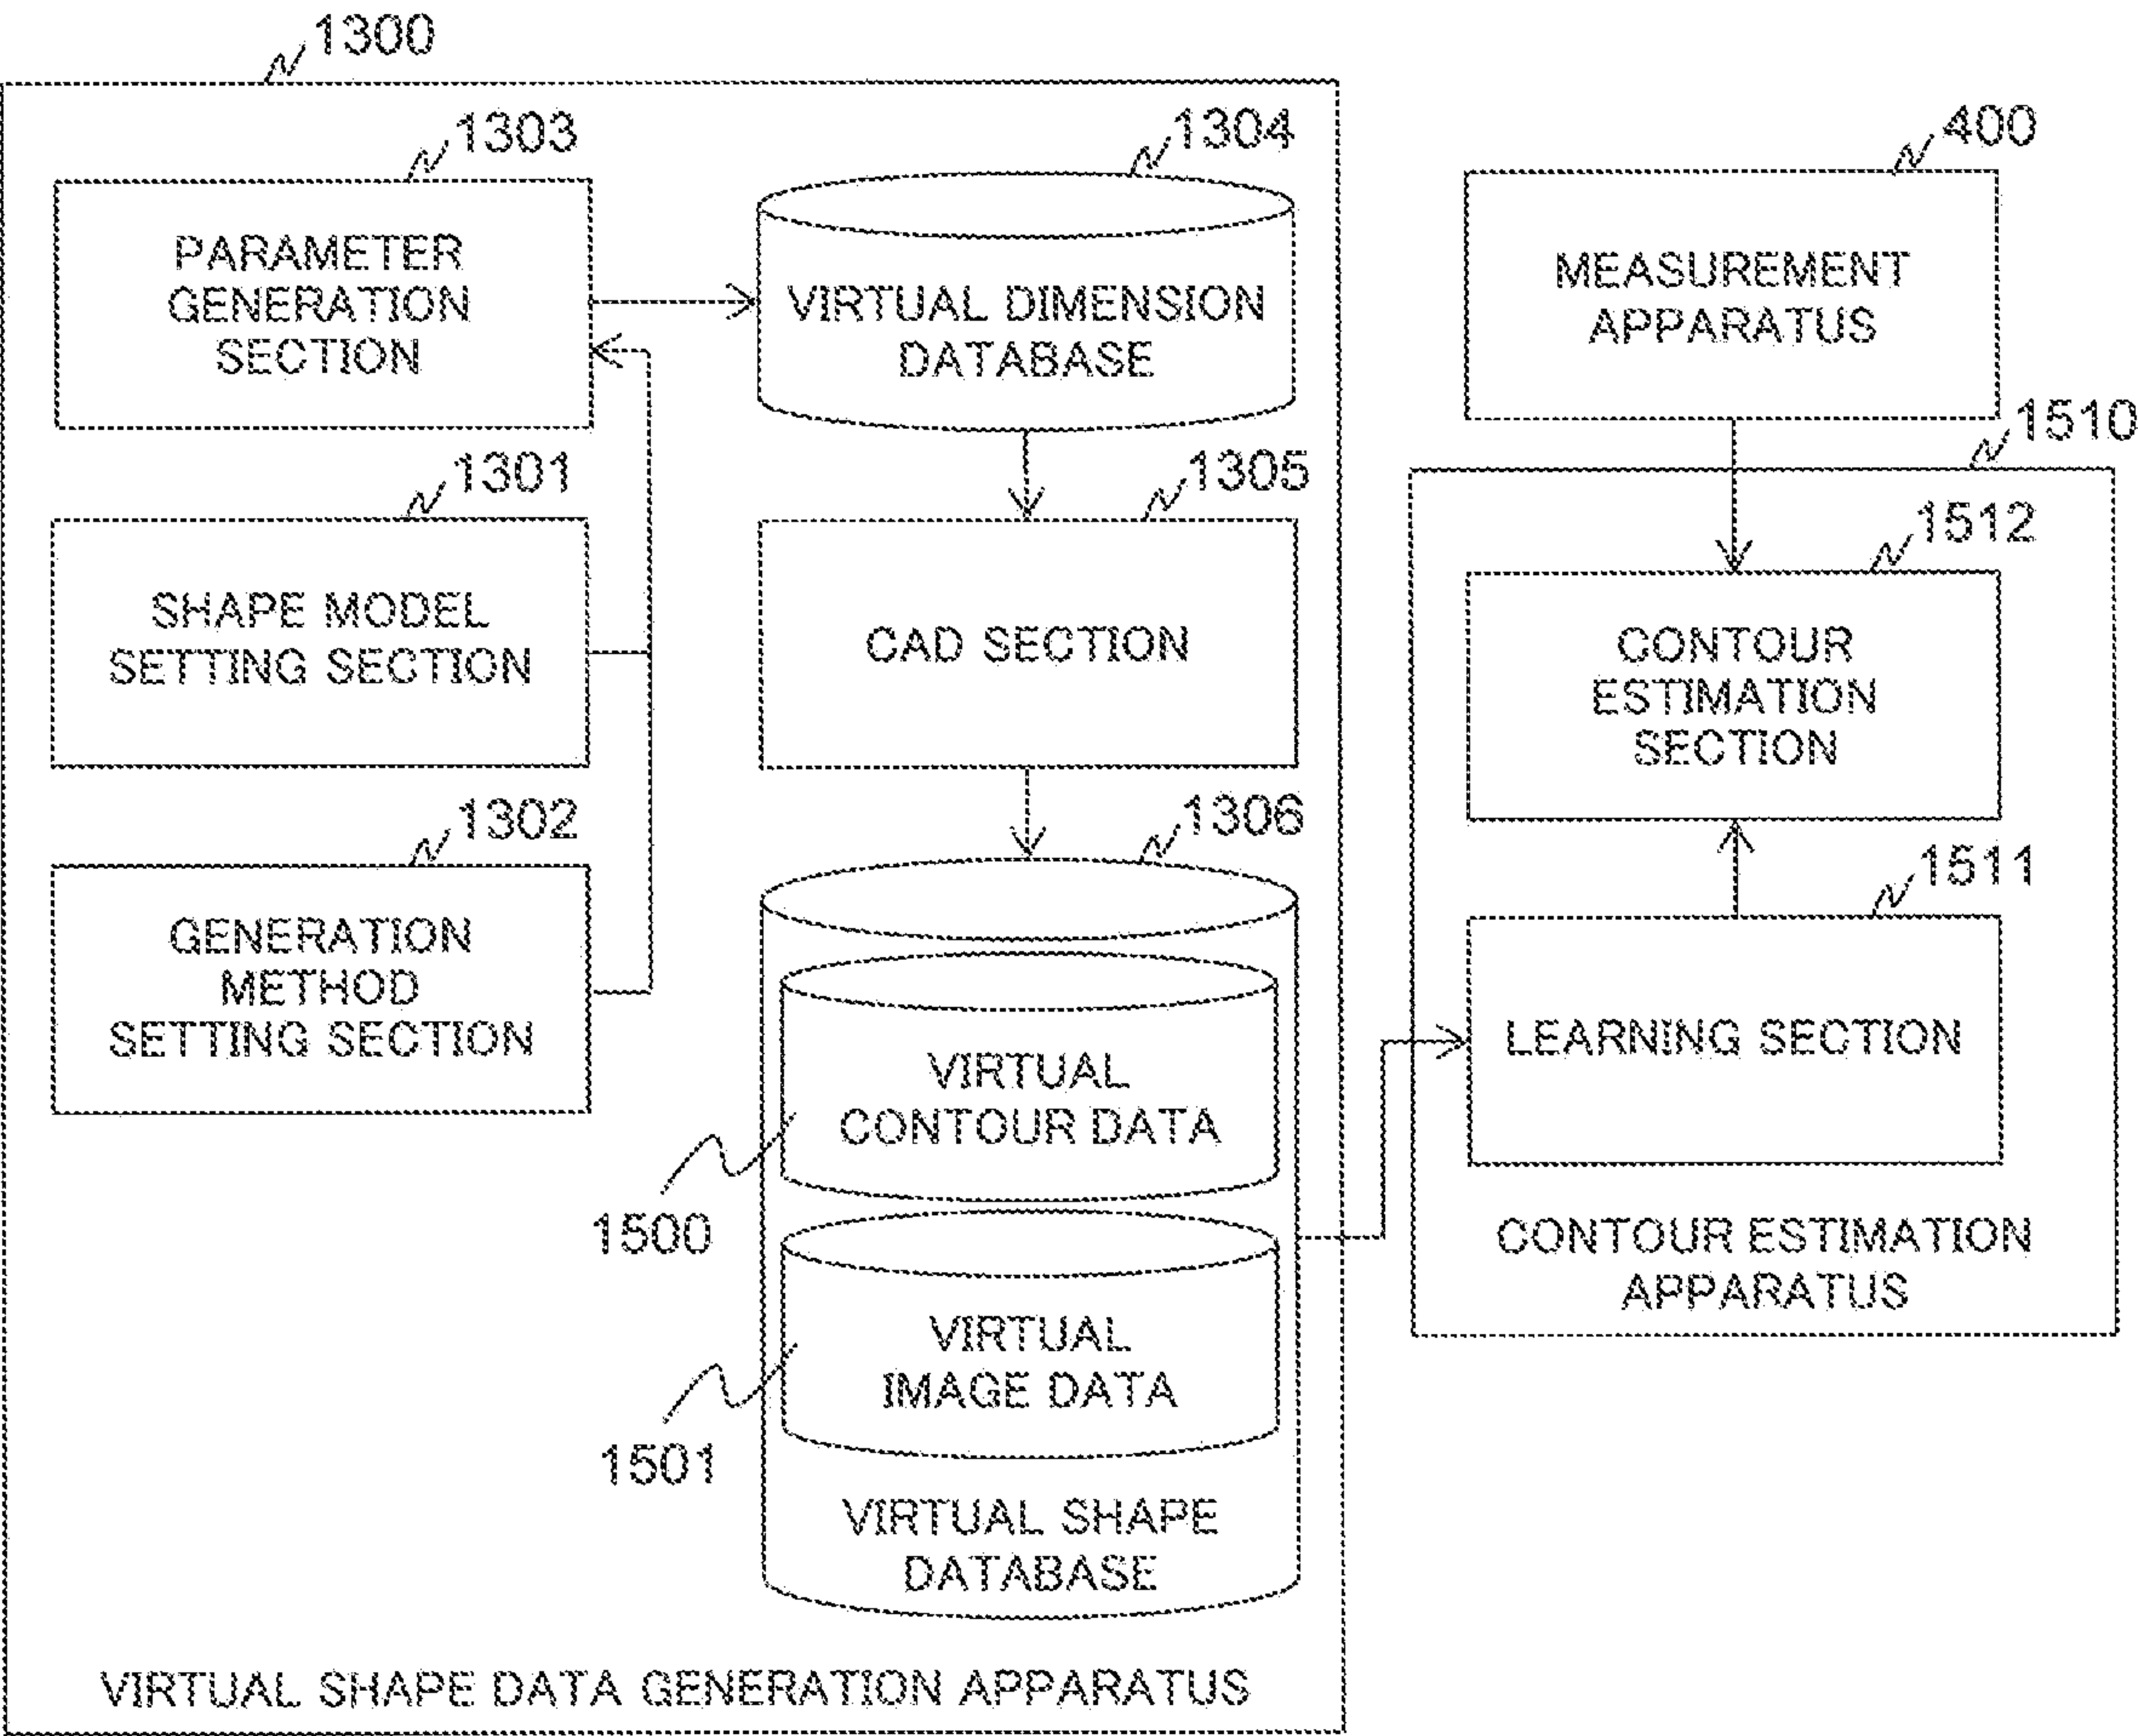 1300
1303
PARAMETER
GENERATION
SECTION
1304
VIRTUAL DIMENSION
DATABASE
400
MEASUREMENT
APPARATUS
1301
SHAPE MODEL
SETTING SECTION
1305
CAD SECTION
1510
1512
CONTOUR
ESTIMATION
SECTION
1302
GENERATION
METHOD
SETTING SECTION
1306
VIRTUAL
CONTOUR DATA
1500
VIRTUAL
IMAGE DATA
1501
VIRTUAL SHAPE
DATABASE
1511
LEARNING SECTION
CONTOUR ESTIMATION
APPARATUS
VIRTUAL SHAPE DATA GENERATION APPARATUS